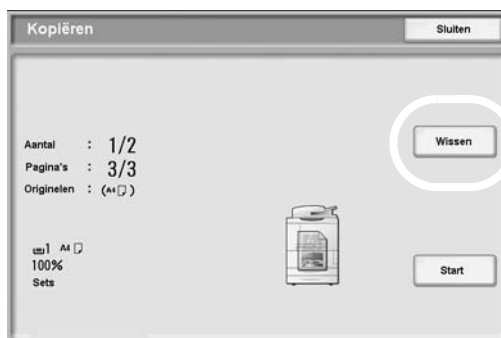 Kopiëren
Sluiten
Aantal : 1/2
Wissen
Pagina's : 3/3
Originelen : (A4)
1 A4
100%
Sets
Start